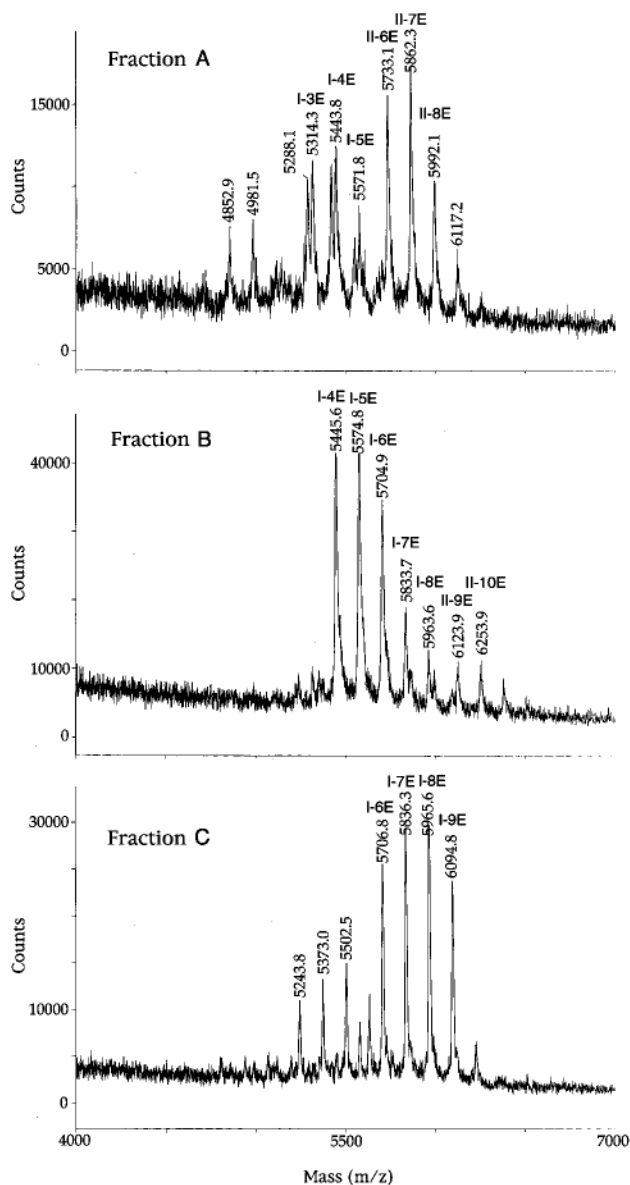 Fraction A
Counts
15000
5000
0
4852.9
4981.5
5288.1
I-3E
5314.3
I-4E
5443.8
I-5E
5571.8
II-6E
5733.1
II-7E
5862.3
II-8E
5992.1
6117.2
Fraction B
Counts
40000
10000
0
I-4E
5445.6
I-5E
5574.8
I-6E
5704.9
I-7E
5833.7
I-8E
5963.6
II-9E
6123.9
II-10E
6253.9
Fraction C
Counts
30000
10000
0
5243.8
5373.0
5502.5
I-6E
5706.8
I-7E
5836.3
I-8E
5965.6
I-9E
6094.8
4000
5500
7000
Mass (m/z)